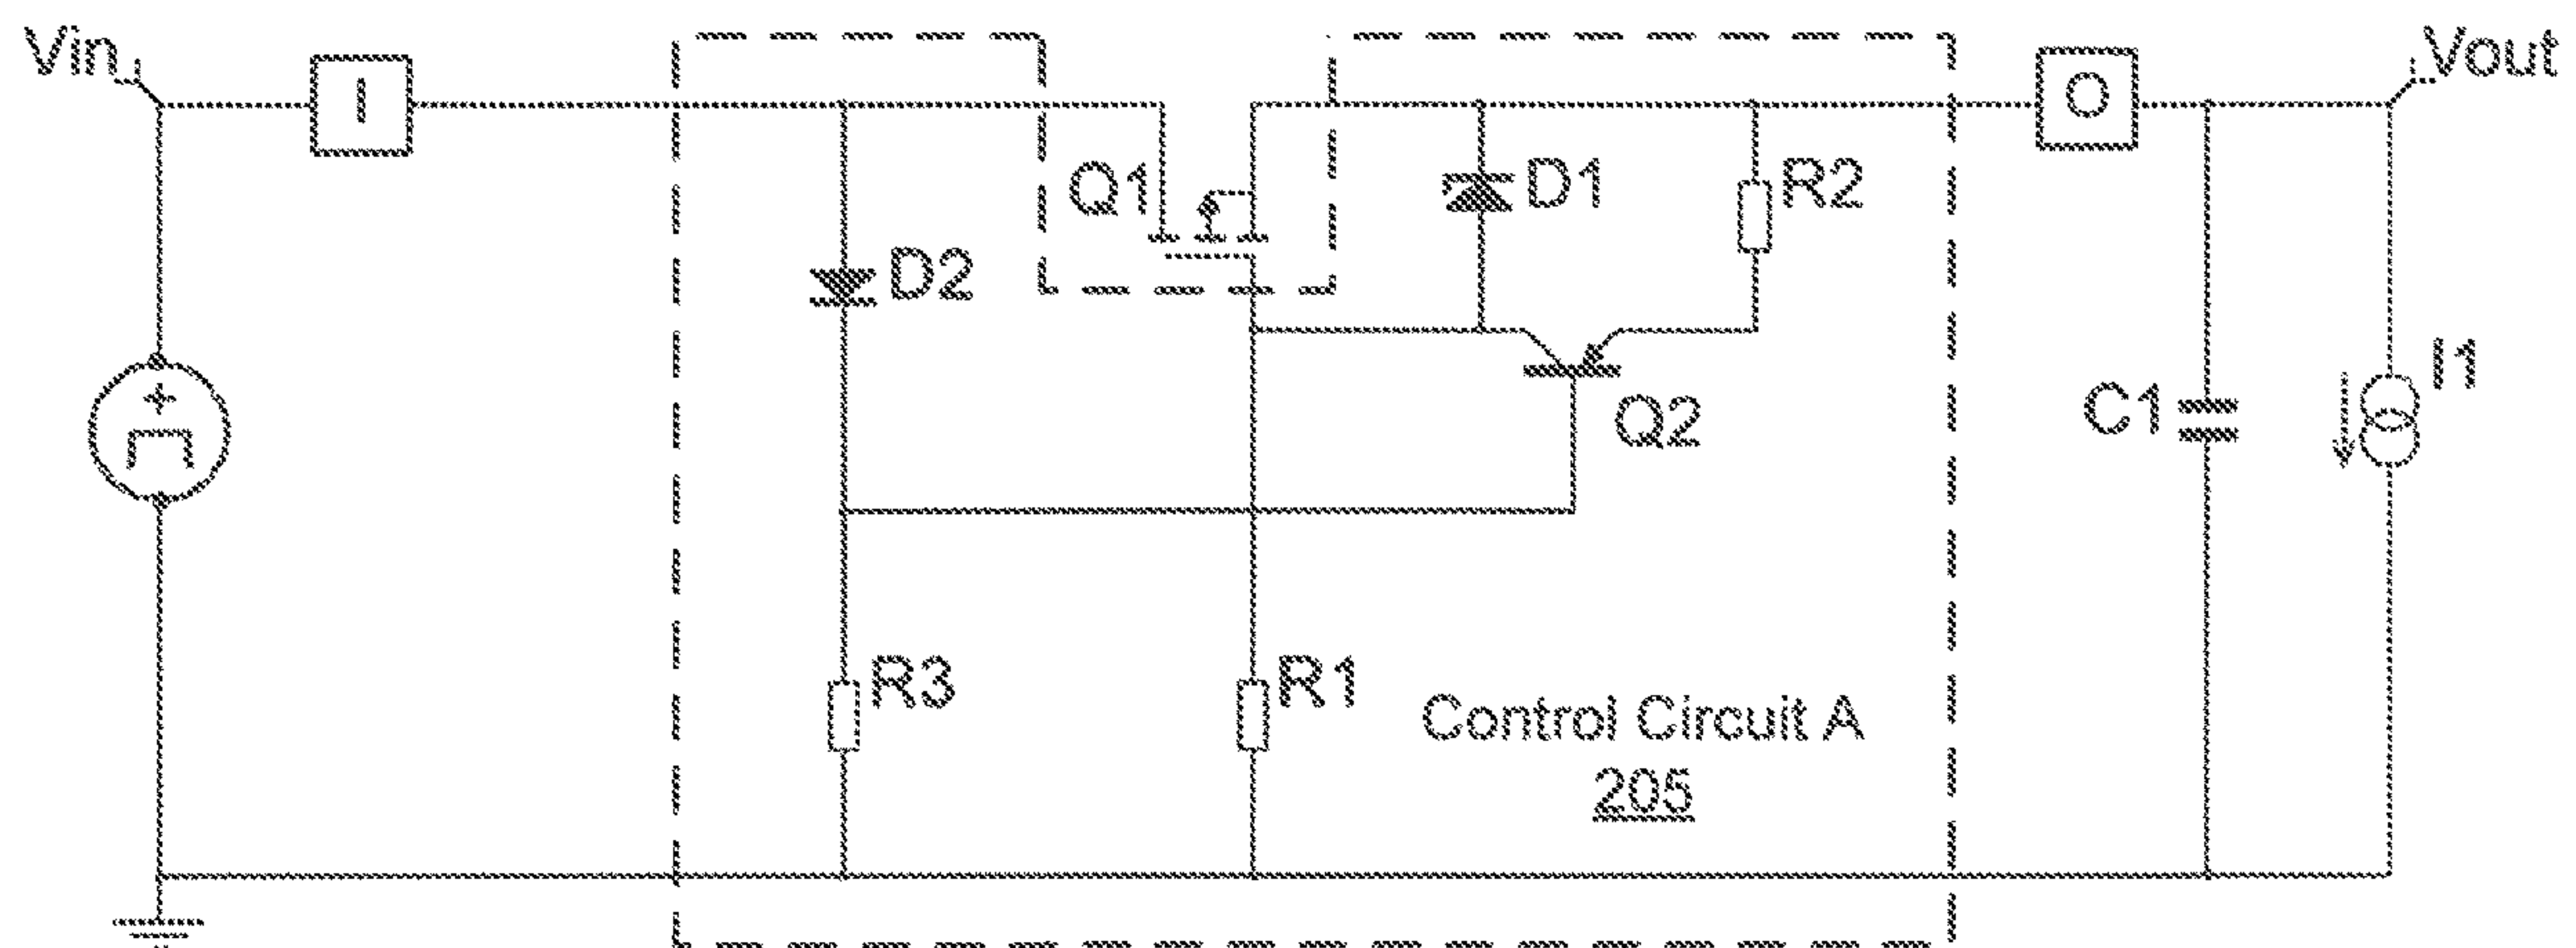 Vin
I
O
Vout
Q1
D1
R2
D2
Q2
C1
I1
R3
R1
Control Circuit A
205